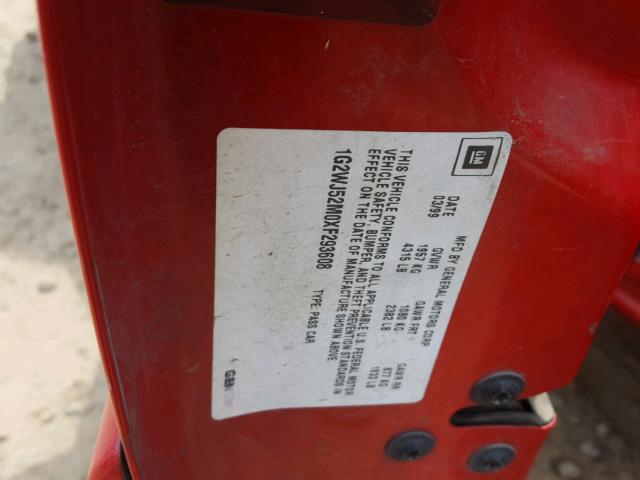 GM
MFD BY GENERAL MOTORS CORP
DATE GVWR GAWR FRT GAWR RR
03/99 1957 KG 1080 KG 877 KG
4315 LB 2382 LB 1933 LB
THIS VEHICLE CONFORMS TO ALL APPLICABLE U.S. FEDERAL MOTOR
VEHICLE SAFETY, BUMPER, AND THEFT PREVENTION STANDARDS IN
EFFECT ON THE DATE OF MANUFACTURE SHOWN ABOVE.
1G2WJ52M0XF293608 TYPE: PASS CAR